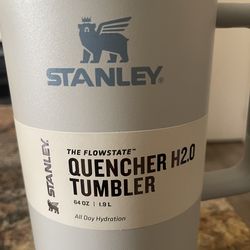 STANLEY
STANLEY
THE FLOWSTATE™
QUENCHER H2.0
TUMBLER
64 OZ | 1.9 L
All Day Hydration